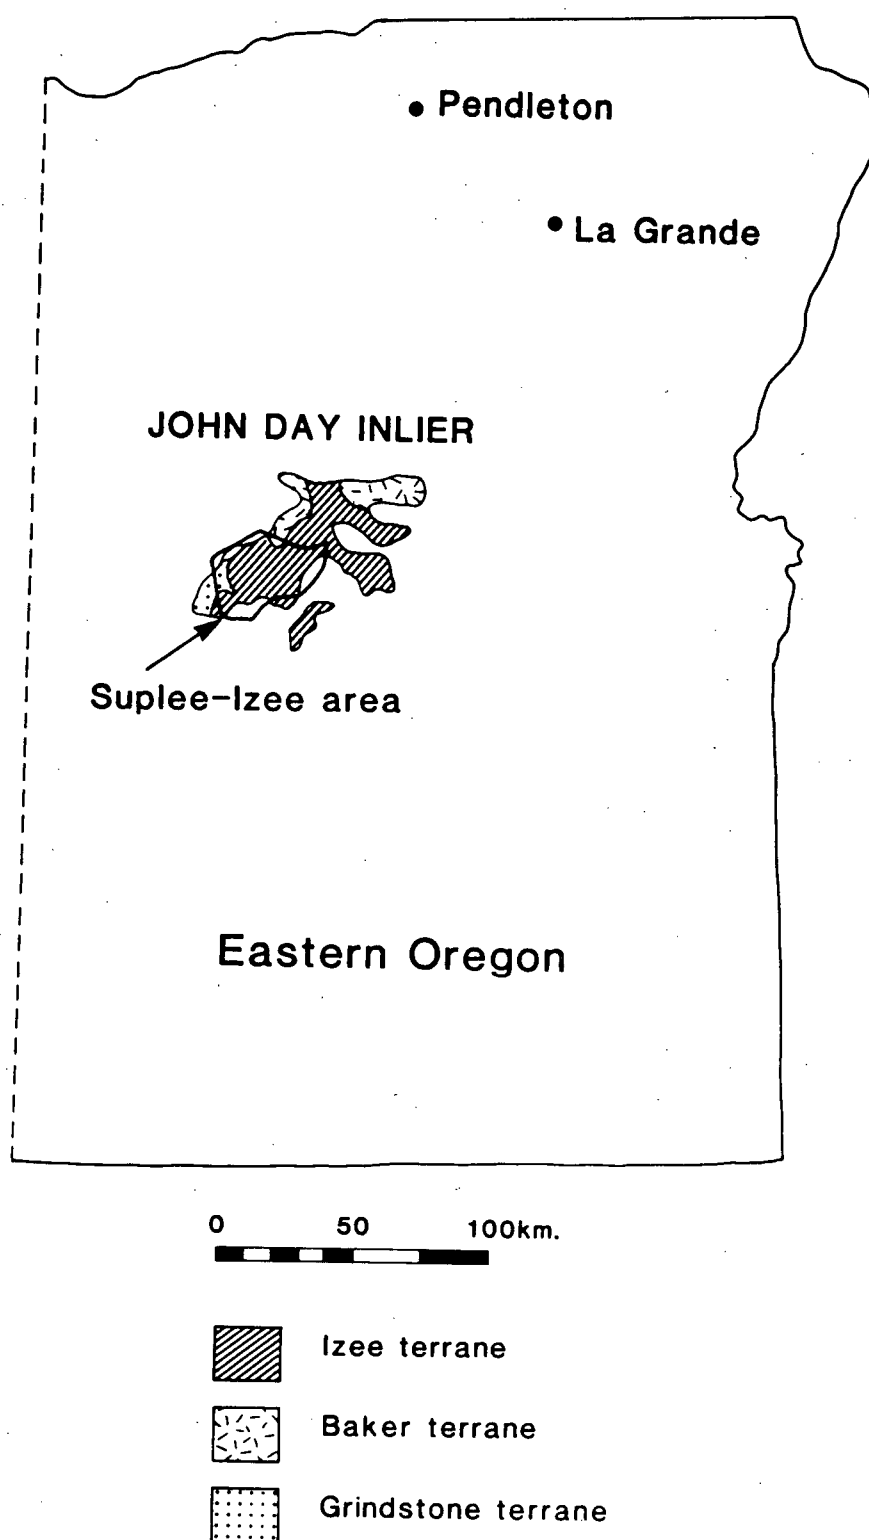 Pendleton
La Grande
JOHN DAY INLIER
Suplee-Izee area
Eastern Oregon
0 50 100km.
Izee terrane
Baker terrane
Grindstone terrane